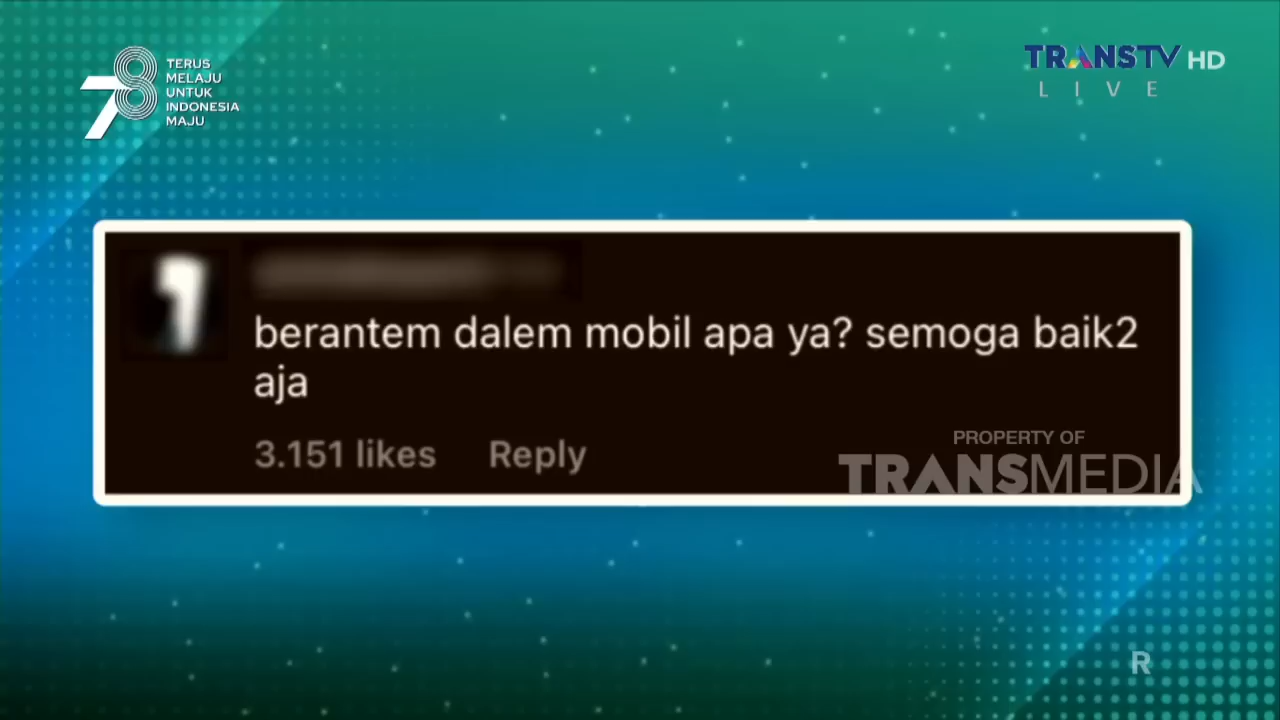 78
TERUS
MELAJU
UNTUK
INDONESIA
MAJU
TRANSTV HD
LIVE
berantem dalem mobil apa ya? semoga baik2
aja
3.151 likes Reply
PROPERTY OF
TRANSMEDIA
R